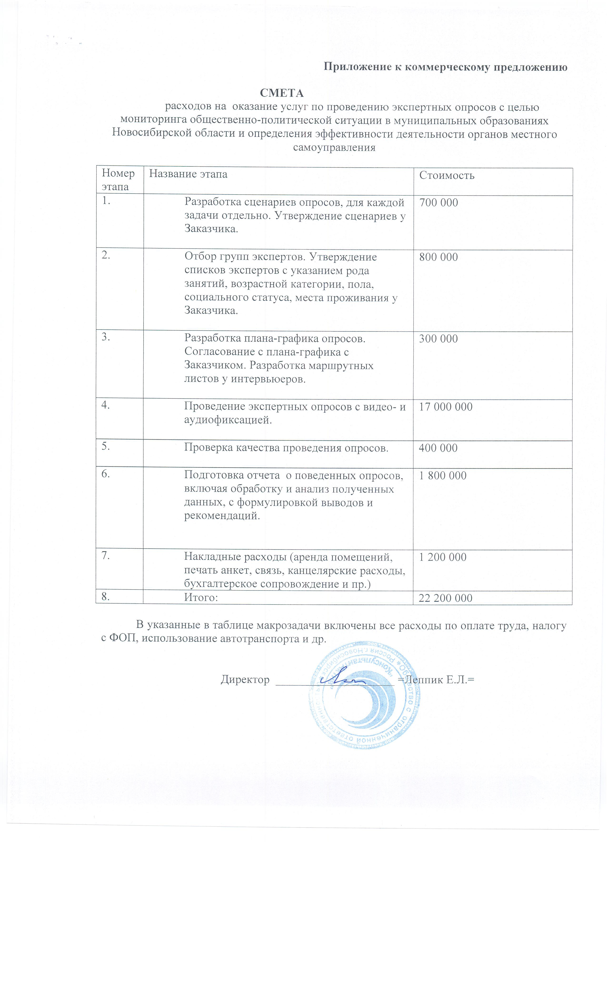 Приложение к коммерческому предложению
СМЕТА
расходов на оказание услуг по проведению экспертных опросов с целью
мониторинга общественно-политической ситуации в муниципальных образованиях
Новосибирской области и определения эффективности деятельности органов местного
самоуправления
Номер этапа Название этапа Стоимость
1. Разработка сценариев опросов, для каждой 700 000
задачи отдельно. Утверждение сценариев у
Заказчика.
2. Отбор групп экспертов. Утверждение 800 000
списков экспертов с указанием рода
занятий, возрастной категории, пола,
социального статуса, места проживания у
Заказчика.
3. Разработка плана-графика опросов. 300 000
Согласование с плана-графика с
Заказчиком. Разработка маршрутных
листов у интервьюеров.
4. Проведение экспертных опросов с видео- и 17 000 000
аудиофиксацией.
5. Проверка качества проведения опросов. 400 000
6. Подготовка отчета о поведенных опросов, 1 800 000
включая обработку и анализ полученных
данных, с формулировкой выводов и
рекомендаций.
7. Накладные расходы (аренда помещений, 1 200 000
печать анкет, связь, канцелярские расходы,
бухгалтерское сопровождение и пр.)
8. Итого: 22 200 000
В указанные в таблице макрозадачи включены все расходы по оплате труда, налогу
с ФОП, использование автотранспорта и др.
Директор =Леппик Е.Л.=
Общество с ограниченной ответственностью * Россия г.Новосибирск *